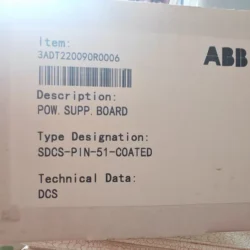 Item:
3ADT220090R0006
ABB
Description:
POW.SUPP.BOARD
Type Designation:
SDCS-PIN-51-COATED
Technical Data:
DCS